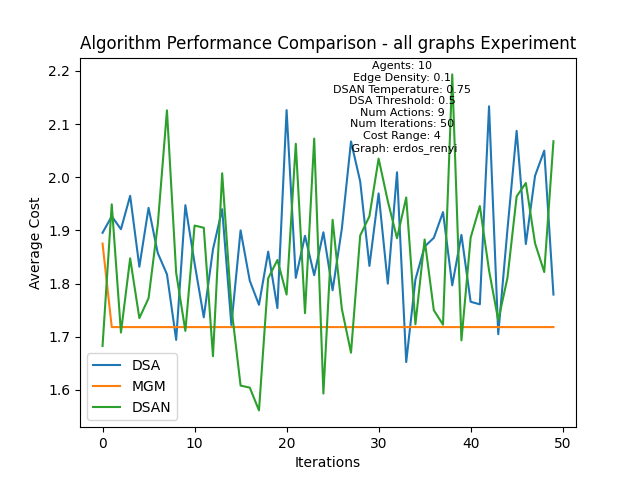 Algorithm Performance Comparison - all graphs Experiment
Agents: 10
Edge Density: 0.1
DSAN Temperature: 0.75
DSA Threshold: 0.5
Num Actions: 9
Num Iterations: 50
Cost Range: 4
Graph: erdos_renyi
2.2
2.1
2.0
1.9
1.8
1.7
1.6
Average Cost
DSA
MGM
DSAN
0
10
20
30
40
50
Iterations